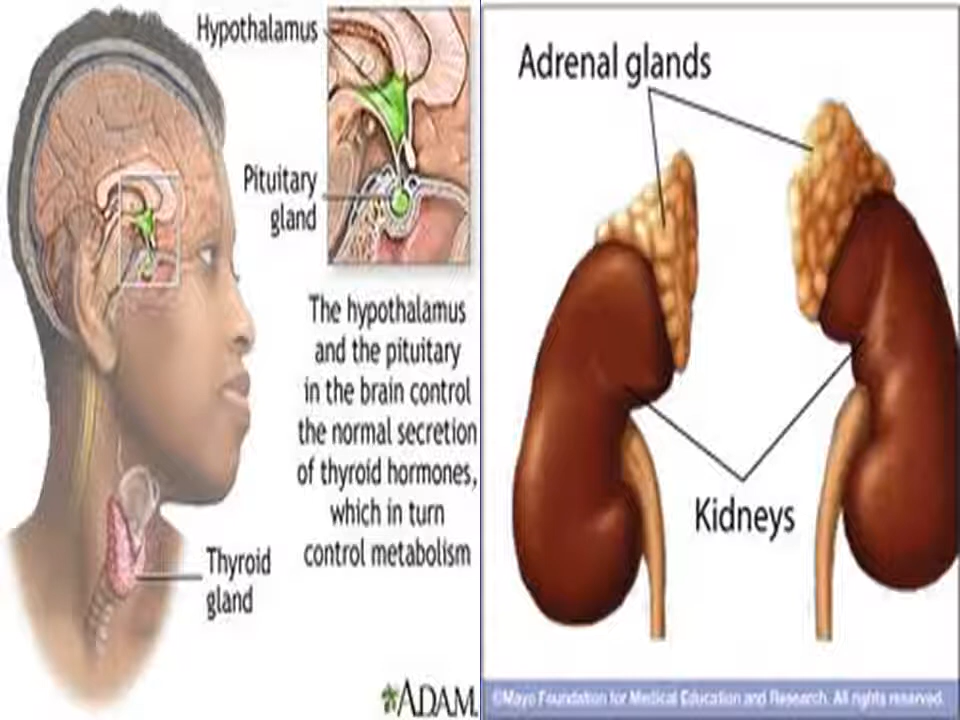 Hypothalamus
Pituitary
gland
The hypothalamus
and the pituitary
in the brain control
the normal secretion
of thyroid hormones,
which in turn
control metabolism
Thyroid
gland
ADAM.
Adrenal glands
Kidneys
©Mayo Foundation for Medical Education and Research. All rights reserved.